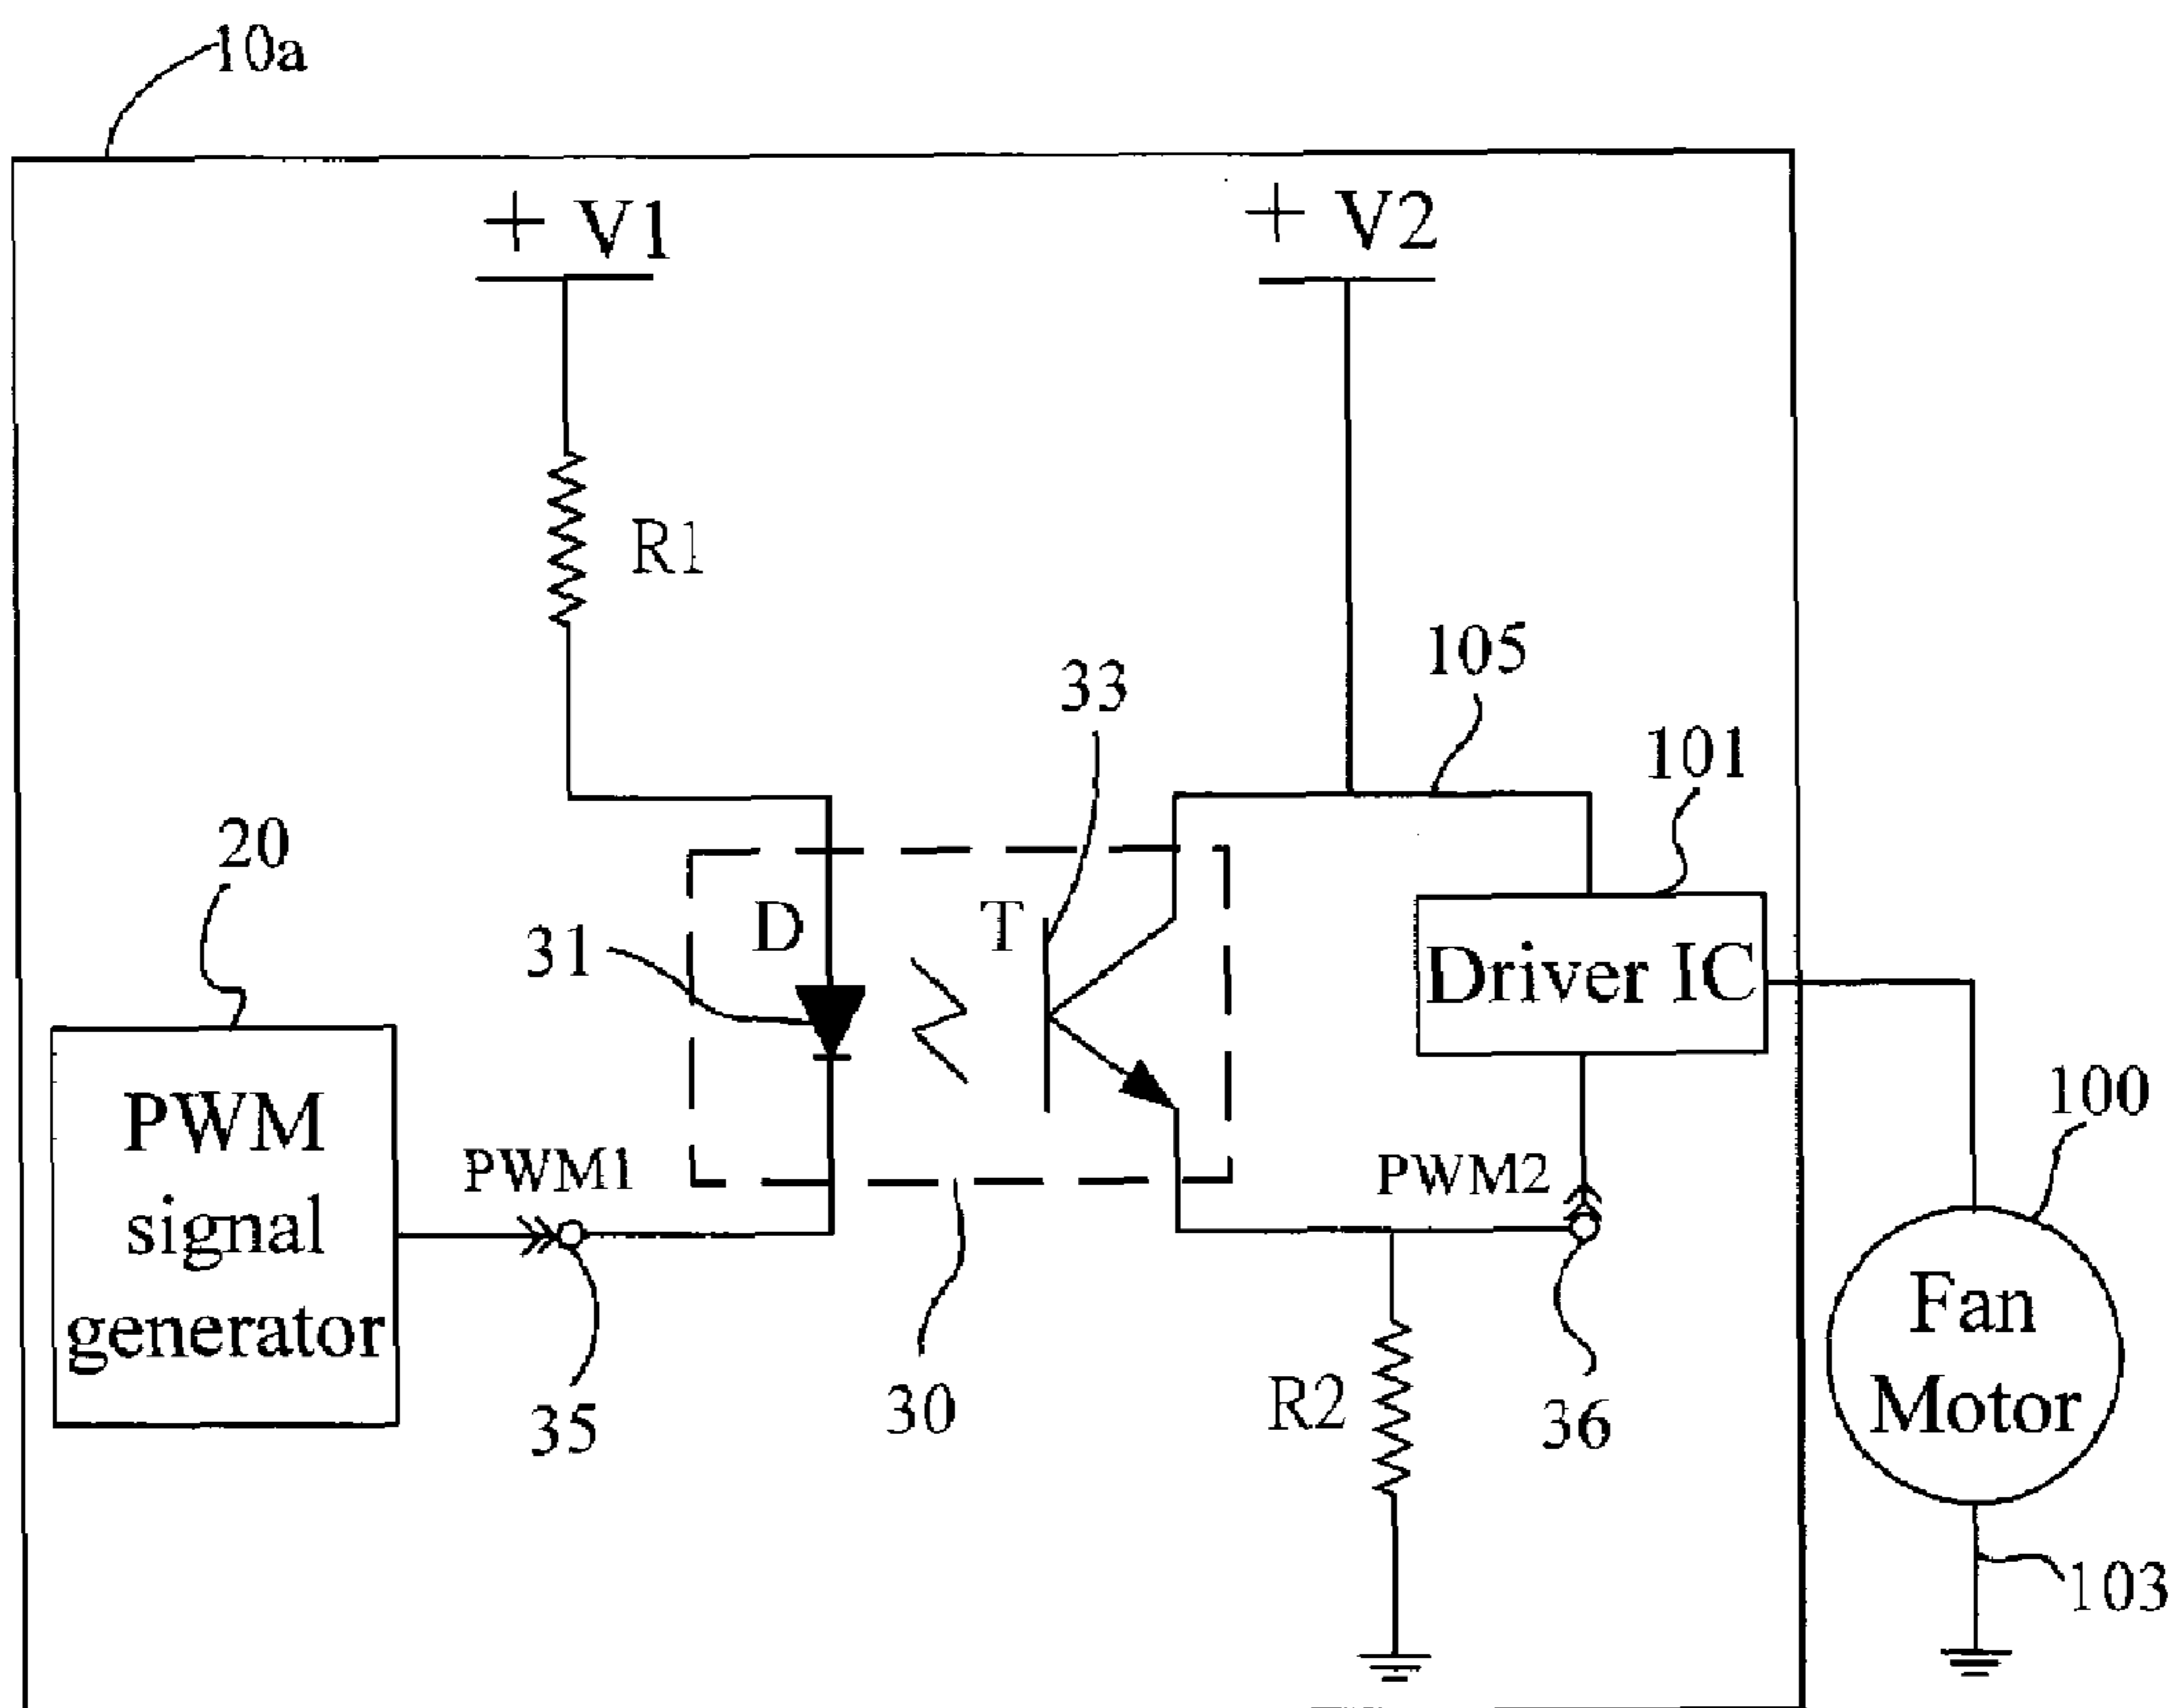 10a
+ V1
+ V2
R1
105
33
101
20
D
T
31
Driver IC
100
PWM
signal
generator
PWM1
PWM2
Fan
Motor
35
30
R2
36
103